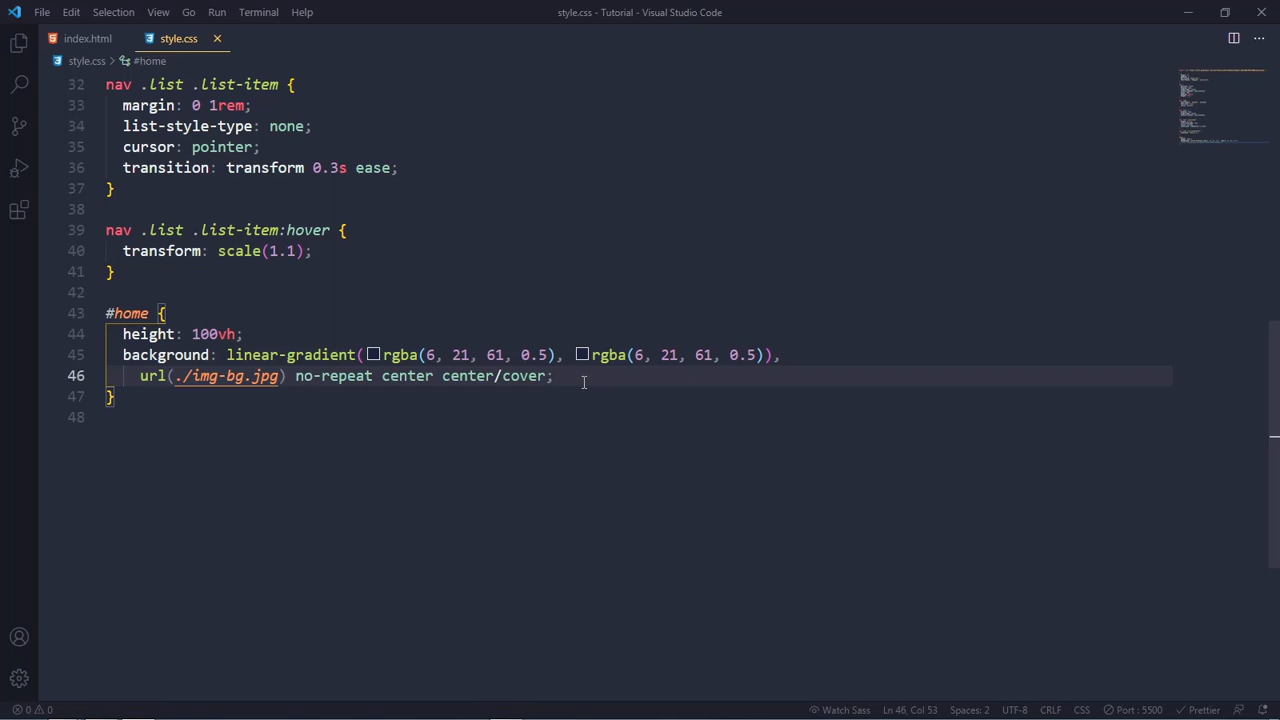 File Edit Selection View Go Run Terminal Help style.css - Tutorial - Visual Studio Code
index.html style.css
style.css > #home
32 nav .list .list-item {
33 margin: 0 1rem;
34 list-style-type: none;
35 cursor: pointer;
36 transition: transform 0.3s ease;
37 }
38
39 nav .list .list-item:hover {
40 transform: scale(1.1);
41 }
42
43 #home {
44 height: 100vh;
45 background: linear-gradient(rgba(6, 21, 61, 0.5), rgba(6, 21, 61, 0.5)),
46 url(./img-bg.jpg) no-repeat center center/cover;
47 }
48
0 0 Watch Sass Ln 46, Col 53 Spaces: 2 UTF-8 CRLF CSS Port : 5500 Prettier